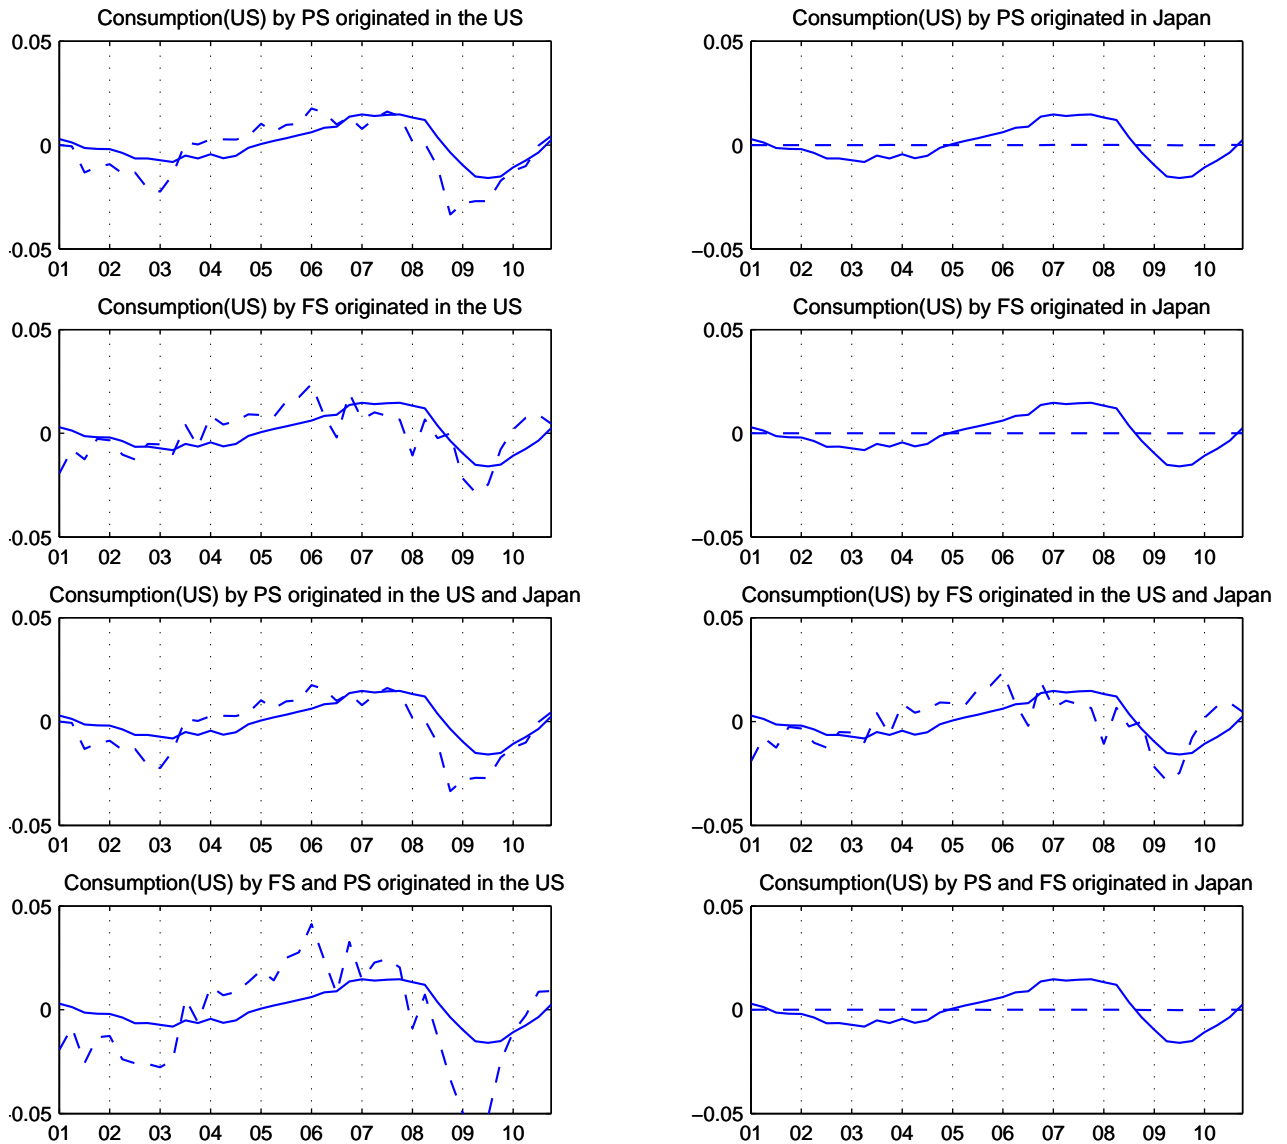 Consumption(US) by PS originated in the US
0.05
0
-0.05
01 02 03 04 05 06 07 08 09 10
Consumption(US) by PS originated in Japan
0.05
0
−0.05
01 02 03 04 05 06 07 08 09 10
Consumption(US) by FS originated in the US
0.05
0
-0.05
01 02 03 04 05 06 07 08 09 10
Consumption(US) by FS originated in Japan
0.05
0
−0.05
01 02 03 04 05 06 07 08 09 10
Consumption(US) by PS originated in the US and Japan
0.05
0
-0.05
01 02 03 04 05 06 07 08 09 10
Consumption(US) by FS originated in the US and Japan
0.05
0
−0.05
01 02 03 04 05 06 07 08 09 10
Consumption(US) by FS and PS originated in the US
0.05
0
-0.05
01 02 03 04 05 06 07 08 09 10
Consumption(US) by PS and FS originated in Japan
0.05
0
−0.05
01 02 03 04 05 06 07 08 09 10